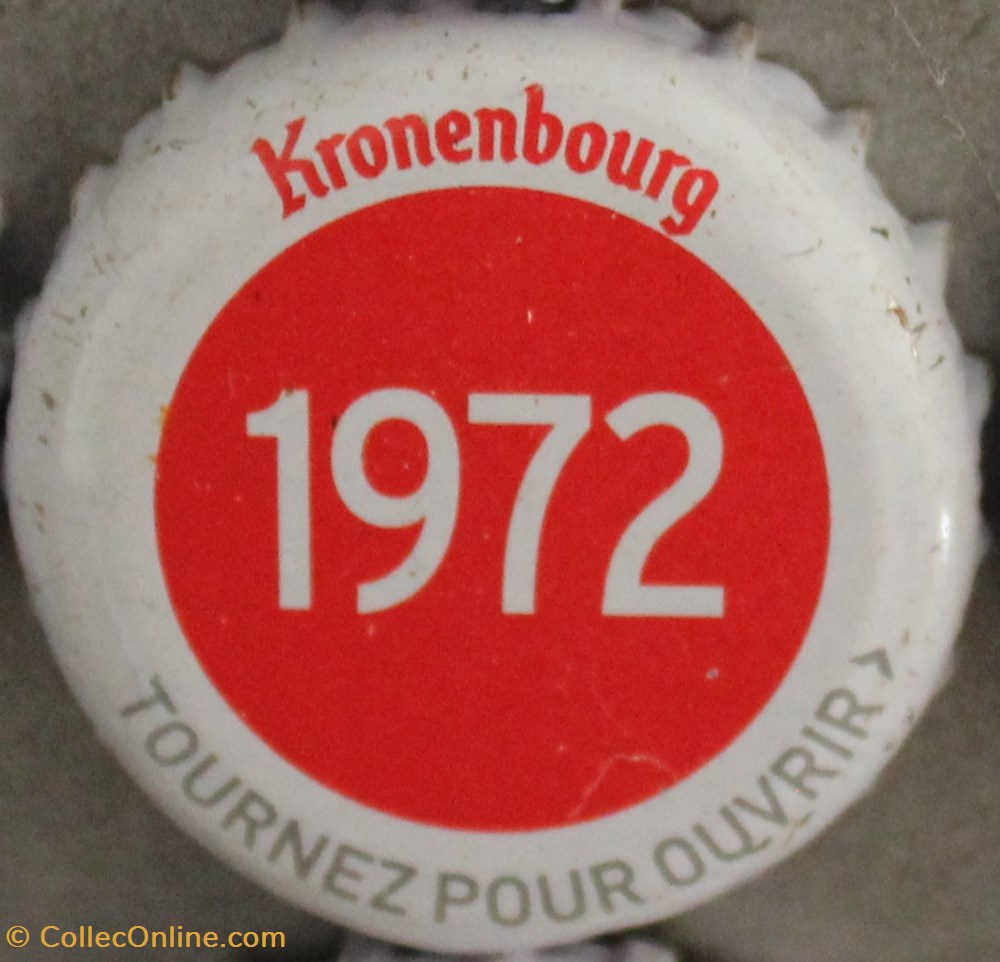 Kronenbourg
1972
TOURNEZ POUR OUVRIR >
© CollecOnline.com